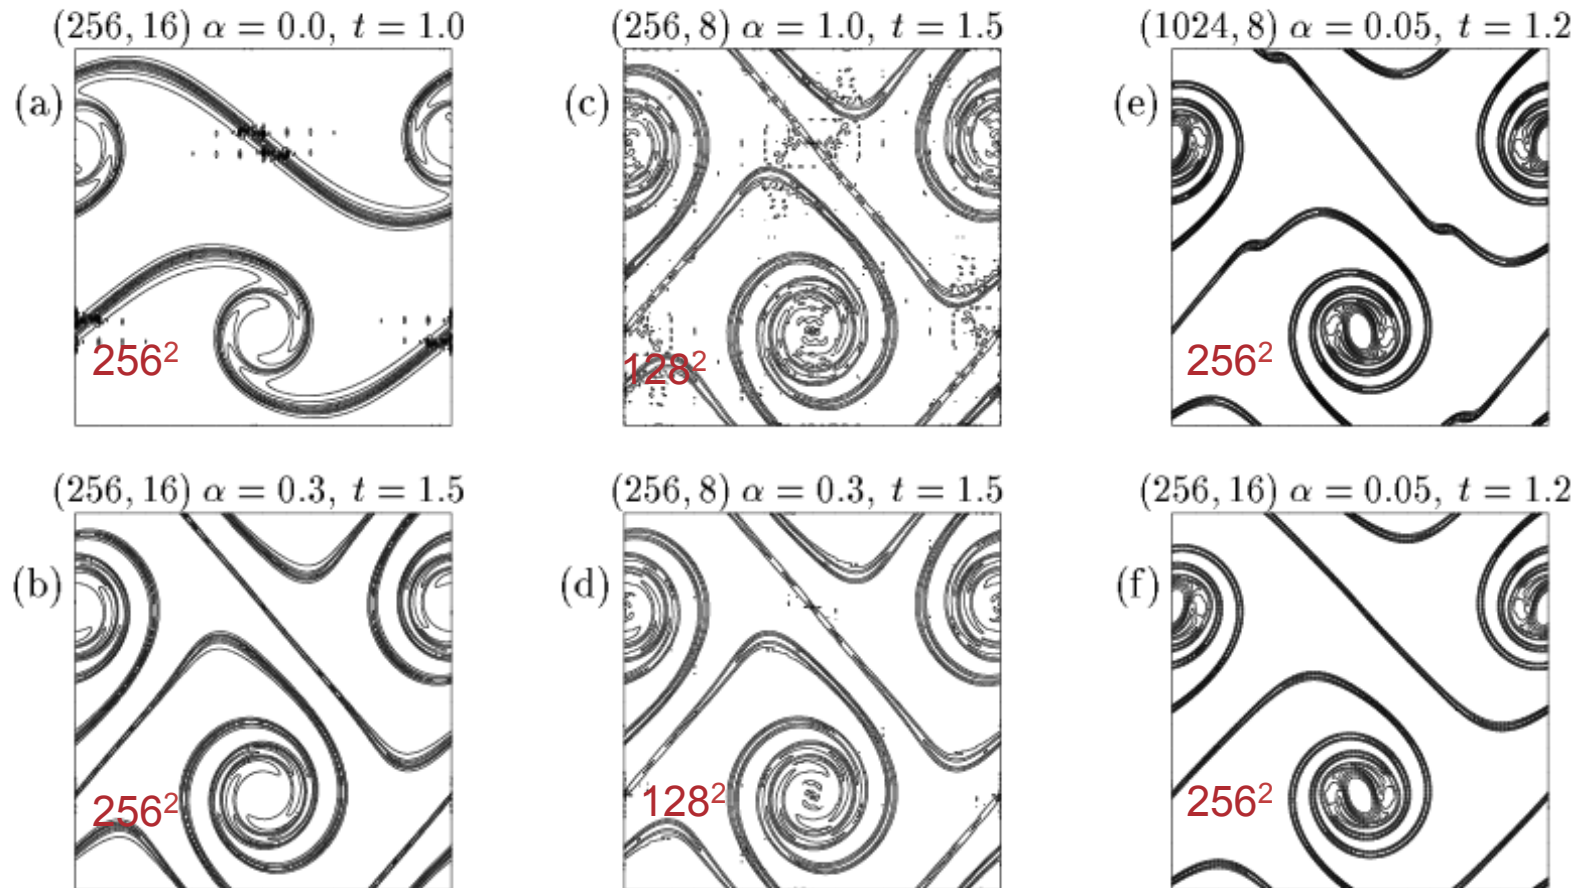 (256, 16) α = 0.0, t = 1.0
(256, 8) α = 1.0, t = 1.5
(1024, 8) α = 0.05, t = 1.2
(a)
(c)
(e)
256²
128²
256²
(256, 16) α = 0.3, t = 1.5
(256, 8) α = 0.3, t = 1.5
(256, 16) α = 0.05, t = 1.2
(b)
(d)
(f)
256²
128²
256²